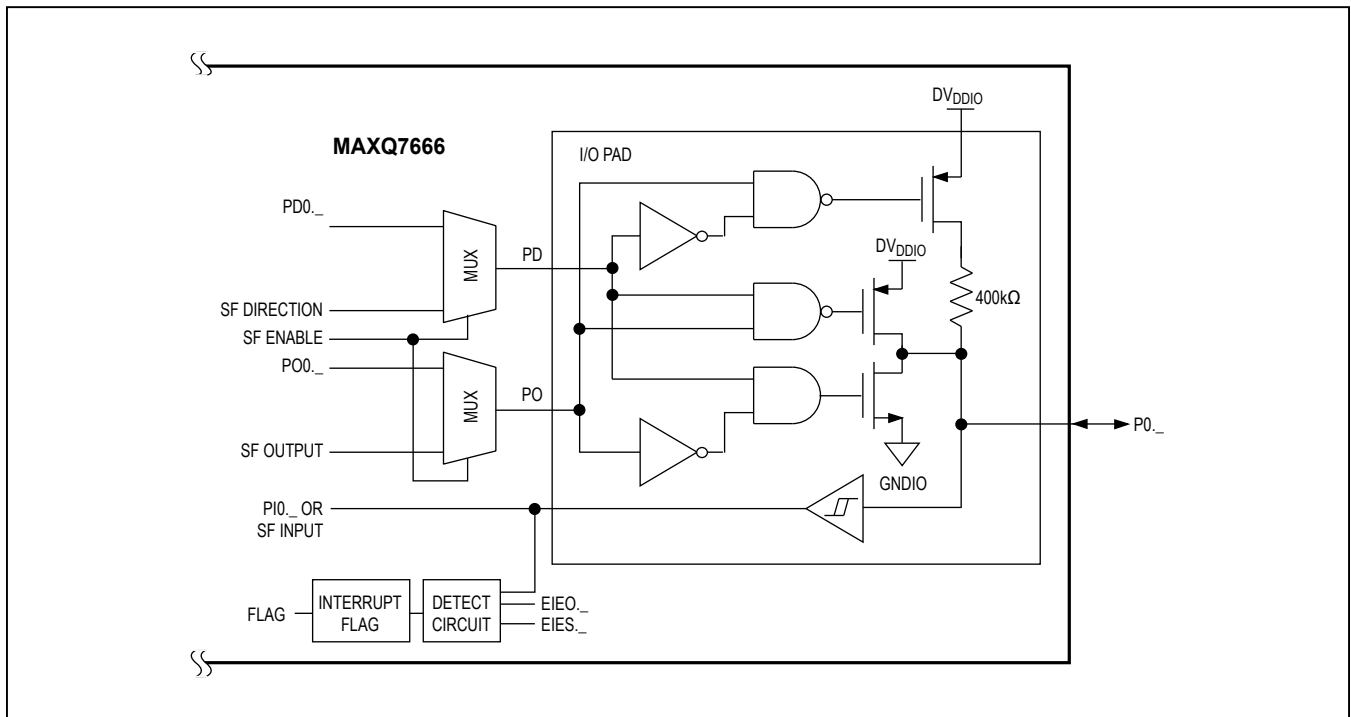 DVDDIO
MAXQ7666
I/O PAD
PD0._
MUX
PD
DVDDIO
400kΩ
SF DIRECTION
SF ENABLE
PO0._
MUX
PO
P0._
SF OUTPUT
GNDIO
PI0._ OR
SF INPUT
FLAG
INTERRUPT
FLAG
DETECT
CIRCUIT
EIEO._
EIES._